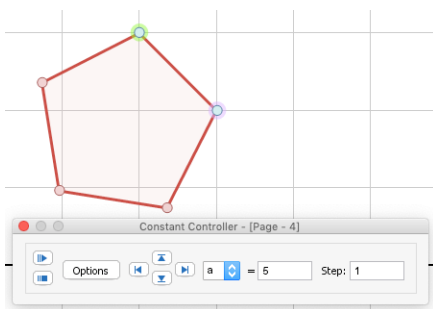 Constant Controller - [Page - 4]
Options a = 5 Step: 1